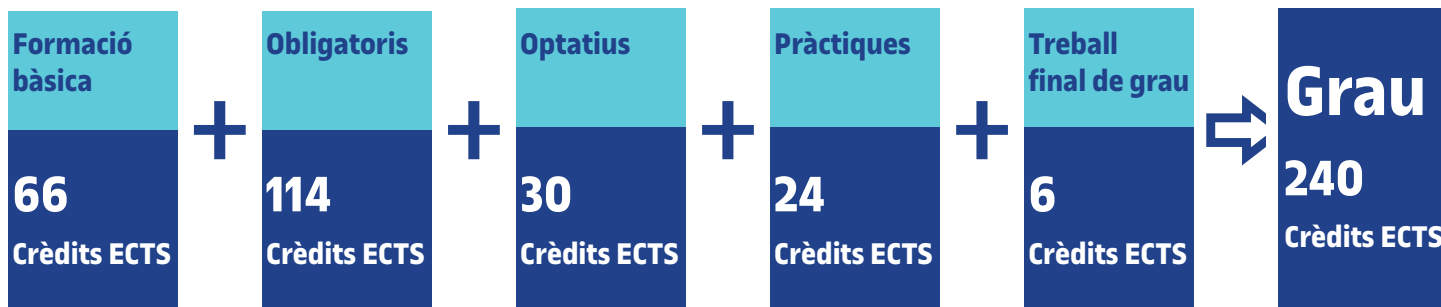 Formació
bàsica
66
Crèdits ECTS
+
Obligatoris
114
Crèdits ECTS
+
Optatius
30
Crèdits ECTS
+
Pràctiques
24
Crèdits ECTS
+
Treball
final de grau
6
Crèdits ECTS
Grau
240
Crèdits ECTS